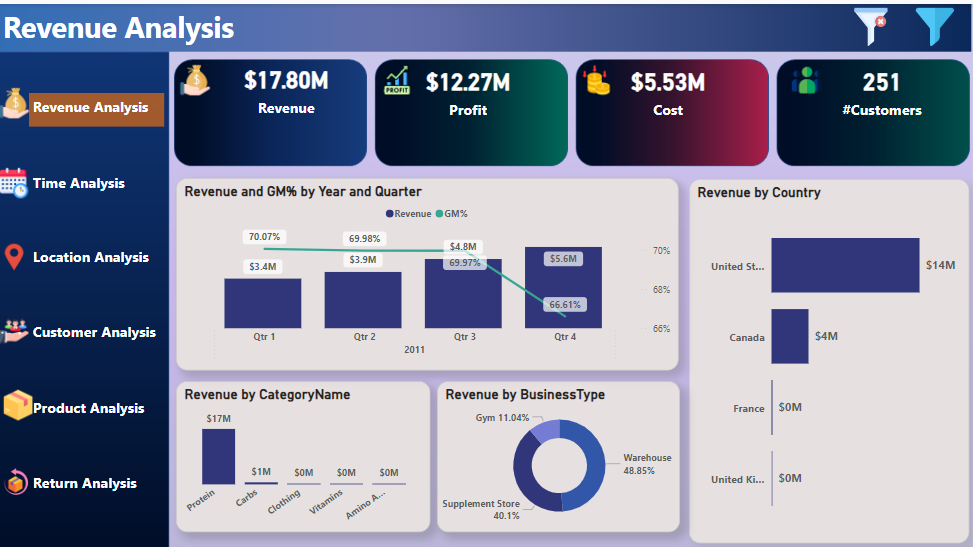 Revenue Analysis
Revenue Analysis
Time Analysis
Location Analysis
Customer Analysis
Product Analysis
Return Analysis
$17.80M
Revenue
PROFIT
$12.27M
Profit
$5.53M
Cost
251
#Customers
Revenue and GM% by Year and Quarter
Revenue GM%
70.07%
69.98%
$4.8M
69.97%
$3.4M
$3.9M
$5.6M
66.61%
70%
68%
66%
Qtr 1
Qtr 2
Qtr 3
Qtr 4
2011
Revenue by CategoryName
$17M
$1M
$0M
$0M
$0M
Protein
Carbs
Clothing
Vitamins
Amino A...
Revenue by BusinessType
Gym 11.04%
Warehouse
48.85%
Supplement Store
40.1%
Revenue by Country
United St...
$14M
Canada
$4M
France
$0M
United Ki...
$0M